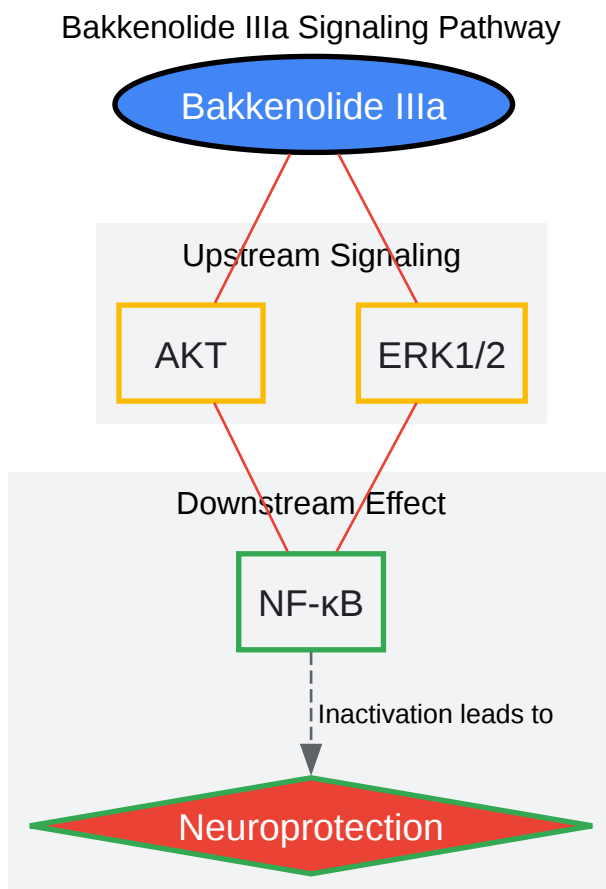 Bakkenolide IIIa Signaling Pathway
Bakkenolide IIIa
Upstream Signaling
AKT
ERK1/2
Downstream Effect
NF-κB
Inactivation leads to
Neuroprotection